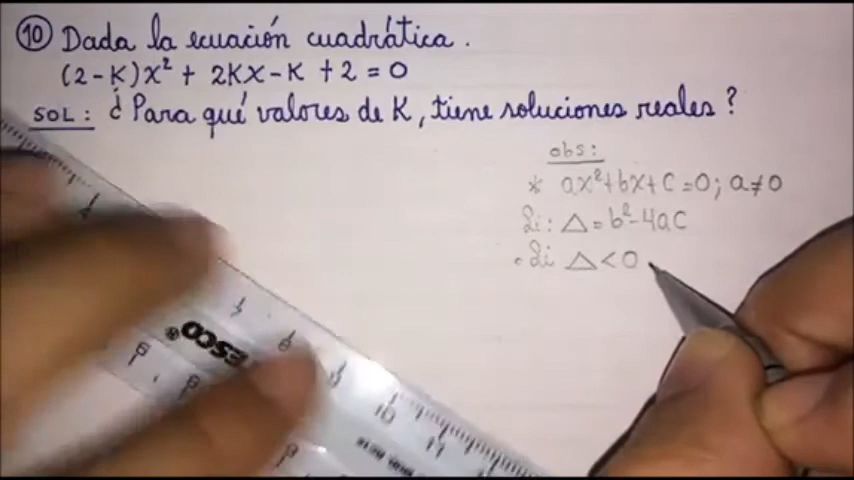 10 Dada la ecuación cuadrática.
(2-K)x² + 2Kx - K + 2 = 0
SOL: ¿Para qué valores de K, tiene soluciones reales?
obs:
* ax²+bx+c=0; a≠0
Si: △ = b²-4ac
• Si △ < 0
ESCO®